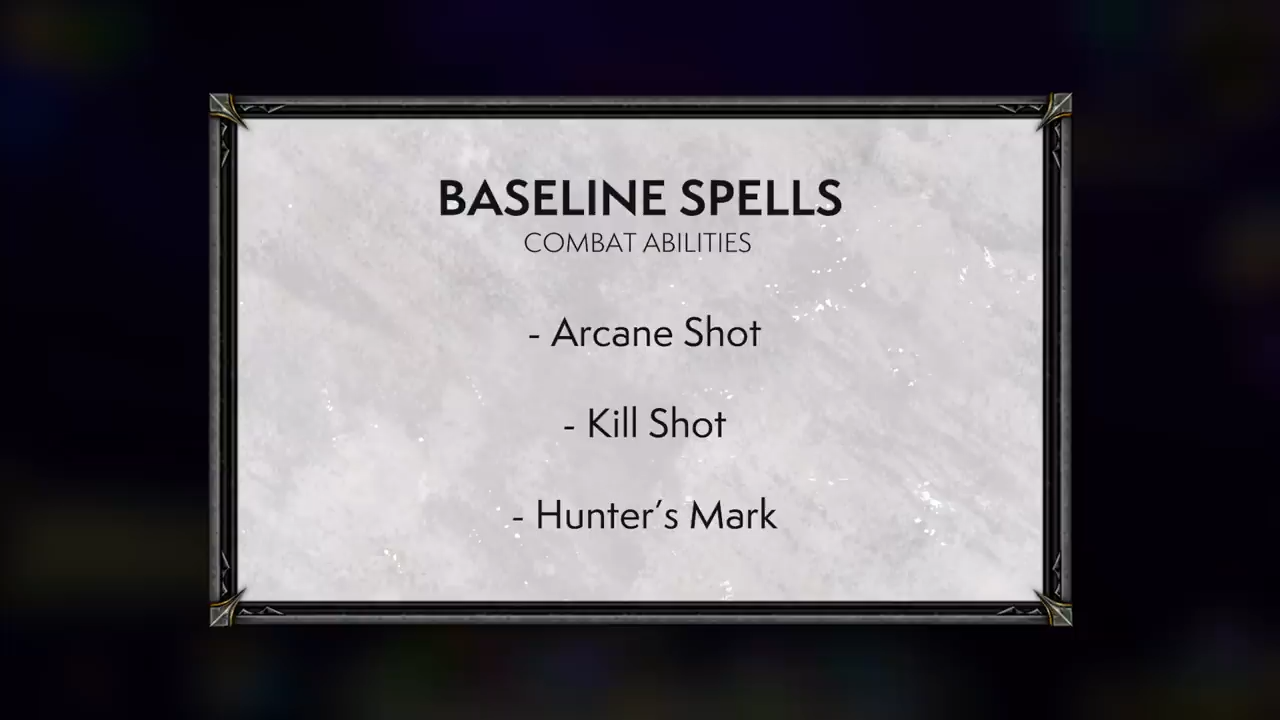 BASELINE SPELLS
COMBAT ABILITIES
- Arcane Shot
- Kill Shot
- Hunter's Mark